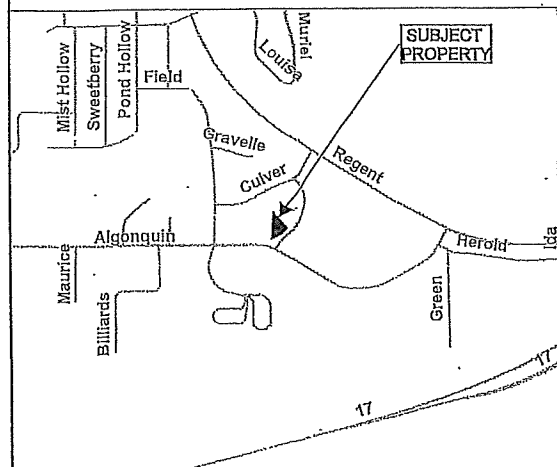 SUBJECT
PROPERTY
Muriel
Louisa
Mist Hollow
Sweetberry
Pond Hollow
Field
Gravelle
Culver
Regent
Algonquin
Herold
Ida
Maurice
Billiards
Green
17
17